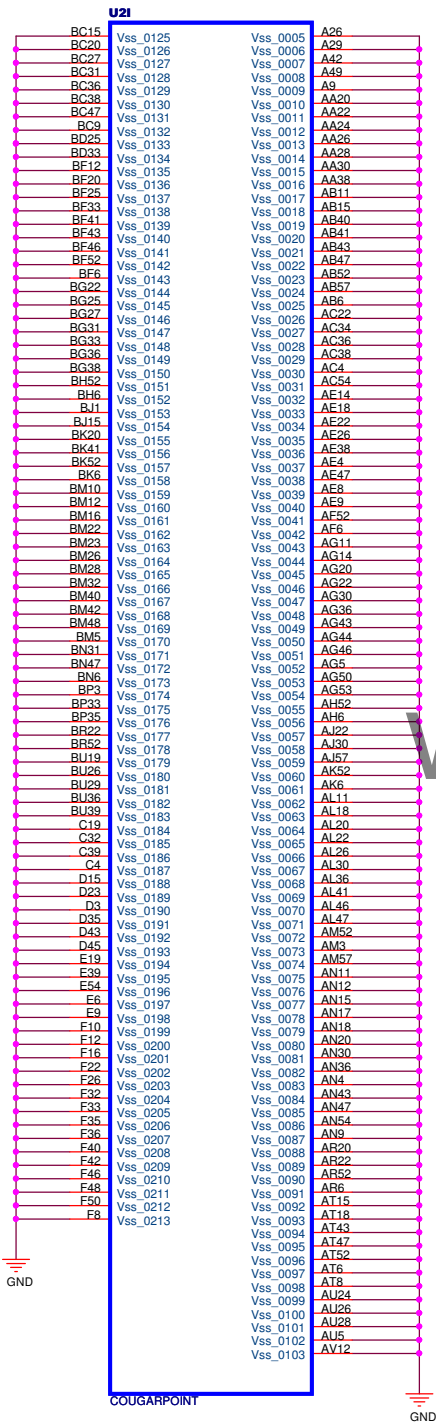 U2I
BC15 Vss_0125 Vss_0005 A26
BC20 Vss_0126 Vss_0006 A29
BC27 Vss_0127 Vss_0007 A42
BC31 Vss_0128 Vss_0008 A49
BC36 Vss_0129 Vss_0009 A9
BC38 Vss_0130 Vss_0010 AA20
BC47 Vss_0131 Vss_0011 AA22
BC9 Vss_0132 Vss_0012 AA24
BD25 Vss_0133 Vss_0013 AA26
BD33 Vss_0134 Vss_0014 AA28
BF12 Vss_0135 Vss_0015 AA30
BF20 Vss_0136 Vss_0016 AA38
BF25 Vss_0137 Vss_0017 AB11
BF33 Vss_0138 Vss_0018 AB15
BF41 Vss_0139 Vss_0019 AB40
BF43 Vss_0140 Vss_0020 AB41
BF46 Vss_0141 Vss_0021 AB43
BF52 Vss_0142 Vss_0022 AB47
BF6 Vss_0143 Vss_0023 AB52
BG22 Vss_0144 Vss_0024 AB57
BG25 Vss_0145 Vss_0025 AB6
BG27 Vss_0146 Vss_0026 AC22
BG31 Vss_0147 Vss_0027 AC34
BG33 Vss_0148 Vss_0028 AC36
BG36 Vss_0149 Vss_0029 AC38
BG38 Vss_0150 Vss_0030 AC4
BH52 Vss_0151 Vss_0031 AC54
BH6 Vss_0152 Vss_0032 AE14
BJ1 Vss_0153 Vss_0033 AE18
BJ15 Vss_0154 Vss_0034 AE22
BK20 Vss_0155 Vss_0035 AE26
BK41 Vss_0156 Vss_0036 AE38
BK52 Vss_0157 Vss_0037 AE4
BK6 Vss_0158 Vss_0038 AE47
BM10 Vss_0159 Vss_0039 AE8
BM12 Vss_0160 Vss_0040 AE9
BM16 Vss_0161 Vss_0041 AF52
BM22 Vss_0162 Vss_0042 AF6
BM23 Vss_0163 Vss_0043 AG11
BM26 Vss_0164 Vss_0044 AG14
BM28 Vss_0165 Vss_0045 AG20
BM32 Vss_0166 Vss_0046 AG22
BM40 Vss_0167 Vss_0047 AG30
BM42 Vss_0168 Vss_0048 AG36
BM48 Vss_0169 Vss_0049 AG43
BM5 Vss_0170 Vss_0050 AG44
BN31 Vss_0171 Vss_0051 AG46
BN47 Vss_0172 Vss_0052 AG5
BN6 Vss_0173 Vss_0053 AG50
BP3 Vss_0174 Vss_0054 AG53
BP33 Vss_0175 Vss_0055 AH52
BP35 Vss_0176 Vss_0056 AH6
BR22 Vss_0177 Vss_0057 AJ22
BR52 Vss_0178 Vss_0058 AJ30
BU19 Vss_0179 Vss_0059 AJ57
BU26 Vss_0180 Vss_0060 AK52
BU29 Vss_0181 Vss_0061 AK6
BU36 Vss_0182 Vss_0062 AL11
BU39 Vss_0183 Vss_0063 AL18
C19 Vss_0184 Vss_0064 AL20
C32 Vss_0185 Vss_0065 AL22
C39 Vss_0186 Vss_0066 AL26
C4 Vss_0187 Vss_0067 AL30
D15 Vss_0188 Vss_0068 AL36
D23 Vss_0189 Vss_0069 AL41
D3 Vss_0190 Vss_0070 AL46
D35 Vss_0191 Vss_0071 AL47
D43 Vss_0192 Vss_0072 AM52
D45 Vss_0193 Vss_0073 AM3
E19 Vss_0194 Vss_0074 AM57
E39 Vss_0195 Vss_0075 AN11
E54 Vss_0196 Vss_0076 AN12
E6 Vss_0197 Vss_0077 AN15
E9 Vss_0198 Vss_0078 AN17
F10 Vss_0199 Vss_0079 AN18
F12 Vss_0200 Vss_0080 AN20
F16 Vss_0201 Vss_0081 AN30
F22 Vss_0202 Vss_0082 AN36
F26 Vss_0203 Vss_0083 AN4
F32 Vss_0204 Vss_0084 AN43
F33 Vss_0205 Vss_0085 AN47
F35 Vss_0206 Vss_0086 AN54
F36 Vss_0207 Vss_0087 AN9
F40 Vss_0208 Vss_0088 AR20
F42 Vss_0209 Vss_0089 AR22
F46 Vss_0210 Vss_0090 AR52
F48 Vss_0211 Vss_0091 AR6
F50 Vss_0212 Vss_0092 AT15
F8 Vss_0213 Vss_0093 AT18
Vss_0094 AT43
Vss_0095 AT47
Vss_0096 AT52
Vss_0097 AT6
Vss_0098 AT8
Vss_0099 AU24
Vss_0100 AU26
Vss_0101 AU28
Vss_0102 AU5
Vss_0103 AV12
GND
COUGARPOINT
GND